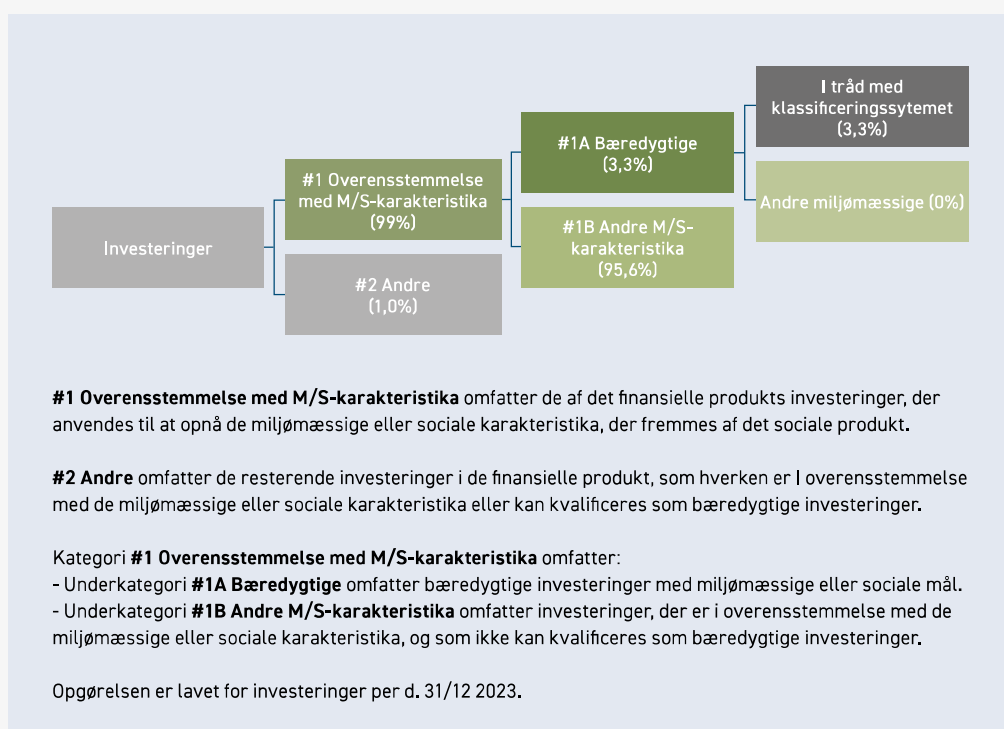 Investeringer
#1 Overensstemmelse
med M/S-karakteristika
(99%)
#2 Andre
(1,0%)
#1A Bæredygtige
(3,3%)
#1B Andre M/S-
karakteristika
(95,6%)
I tråd med
klassificeringssytemet
(3,3%)
Andre miljømæssige (0%)
#1 Overensstemmelse med M/S-karakteristika omfatter de af det finansielle produkts investeringer, der
anvendes til at opnå de miljømæssige eller sociale karakteristika, der fremmes af det sociale produkt.
#2 Andre omfatter de resterende investeringer i de finansielle produkt, som hverken er I overensstemmelse
med de miljømæssige eller sociale karakteristika eller kan kvalificeres som bæredygtige investeringer.
Kategori #1 Overensstemmelse med M/S-karakteristika omfatter:
- Underkategori #1A Bæredygtige omfatter bæredygtige investeringer med miljømæssige eller sociale mål.
- Underkategori #1B Andre M/S-karakteristika omfatter investeringer, der er i overensstemmelse med de
miljømæssige eller sociale karakteristika, og som ikke kan kvalificeres som bæredygtige investeringer.
Opgørelsen er lavet for investeringer per d. 31/12 2023.